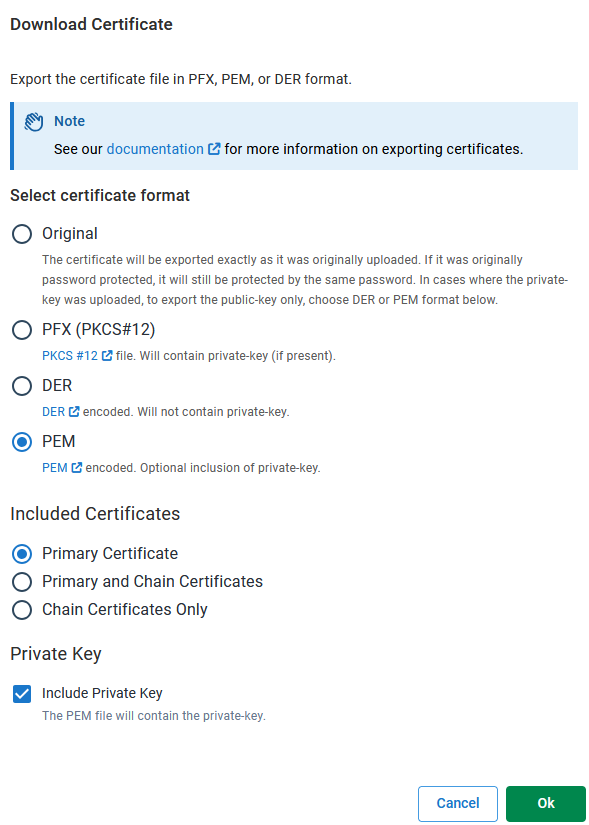 Download Certificate
Export the certificate file in PFX, PEM, or DER format.
Note
See our documentation for more information on exporting certificates.
Select certificate format
Original
The certificate will be exported exactly as it was originally uploaded. If it was originally
password protected, it will still be protected by the same password. In cases where the private-
key was uploaded, to export the public-key only, choose DER or PEM format below.
PFX (PKCS#12)
PKCS #12 file. Will contain private-key (if present).
DER
DER encoded. Will not contain private-key.
PEM
PEM encoded. Optional inclusion of private-key.
Included Certificates
Primary Certificate
Primary and Chain Certificates
Chain Certificates Only
Private Key
Include Private Key
The PEM file will contain the private-key.
Cancel
Ok